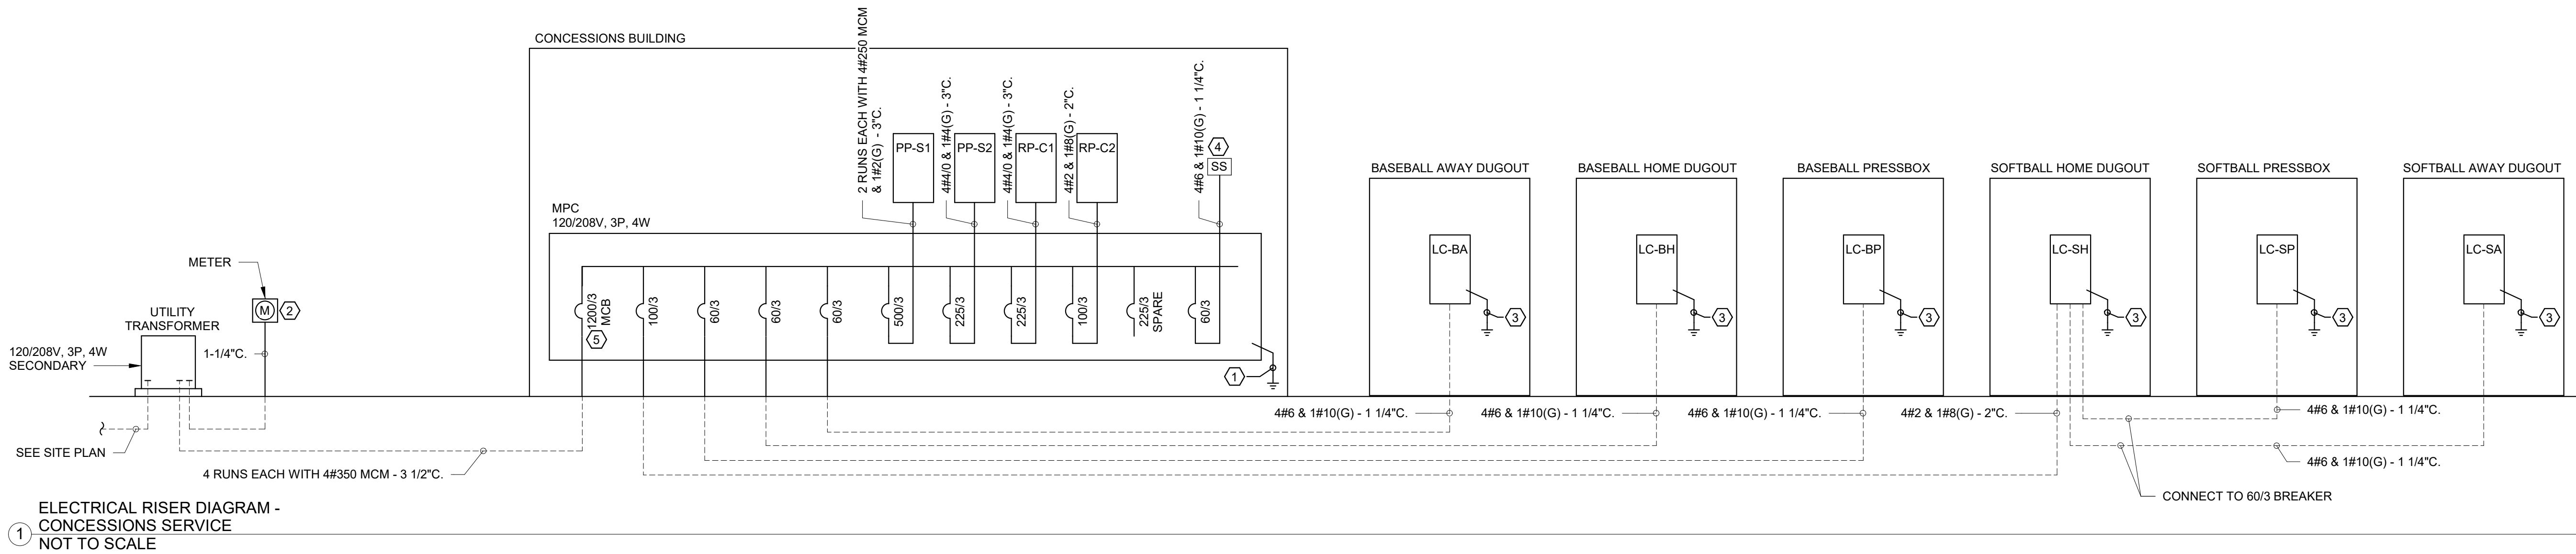 CONCESSIONS BUILDING
2 RUNS EACH WITH 4#250 MCM
& 1#2(G) - 3"C.
4#4/0 & 1#4(G) - 3"C.
4#4/0 & 1#4(G) - 3"C.
4#2 & 1#8(G) - 2"C.
4#6 & 1#10(G) - 1 1/4"C.
PP-S1
PP-S2
RP-C1
RP-C2
4
SS
MPC
120/208V, 3P, 4W
1200/3
MCB
5
100/3
60/3
60/3
60/3
500/3
225/3
225/3
100/3
225/3
SPARE
60/3
1
METER
M
2
UTILITY
TRANSFORMER
120/208V, 3P, 4W
SECONDARY
1-1/4"C.
SEE SITE PLAN
4 RUNS EACH WITH 4#350 MCM - 3 1/2"C.
BASEBALL AWAY DUGOUT
LC-BA
3
4#6 & 1#10(G) - 1 1/4"C.
BASEBALL HOME DUGOUT
LC-BH
3
4#6 & 1#10(G) - 1 1/4"C.
BASEBALL PRESSBOX
LC-BP
3
4#6 & 1#10(G) - 1 1/4"C.
SOFTBALL HOME DUGOUT
LC-SH
3
4#2 & 1#8(G) - 2"C.
SOFTBALL PRESSBOX
LC-SP
3
4#6 & 1#10(G) - 1 1/4"C.
SOFTBALL AWAY DUGOUT
LC-SA
3
4#6 & 1#10(G) - 1 1/4"C.
CONNECT TO 60/3 BREAKER
1
ELECTRICAL RISER DIAGRAM -
CONCESSIONS SERVICE
NOT TO SCALE